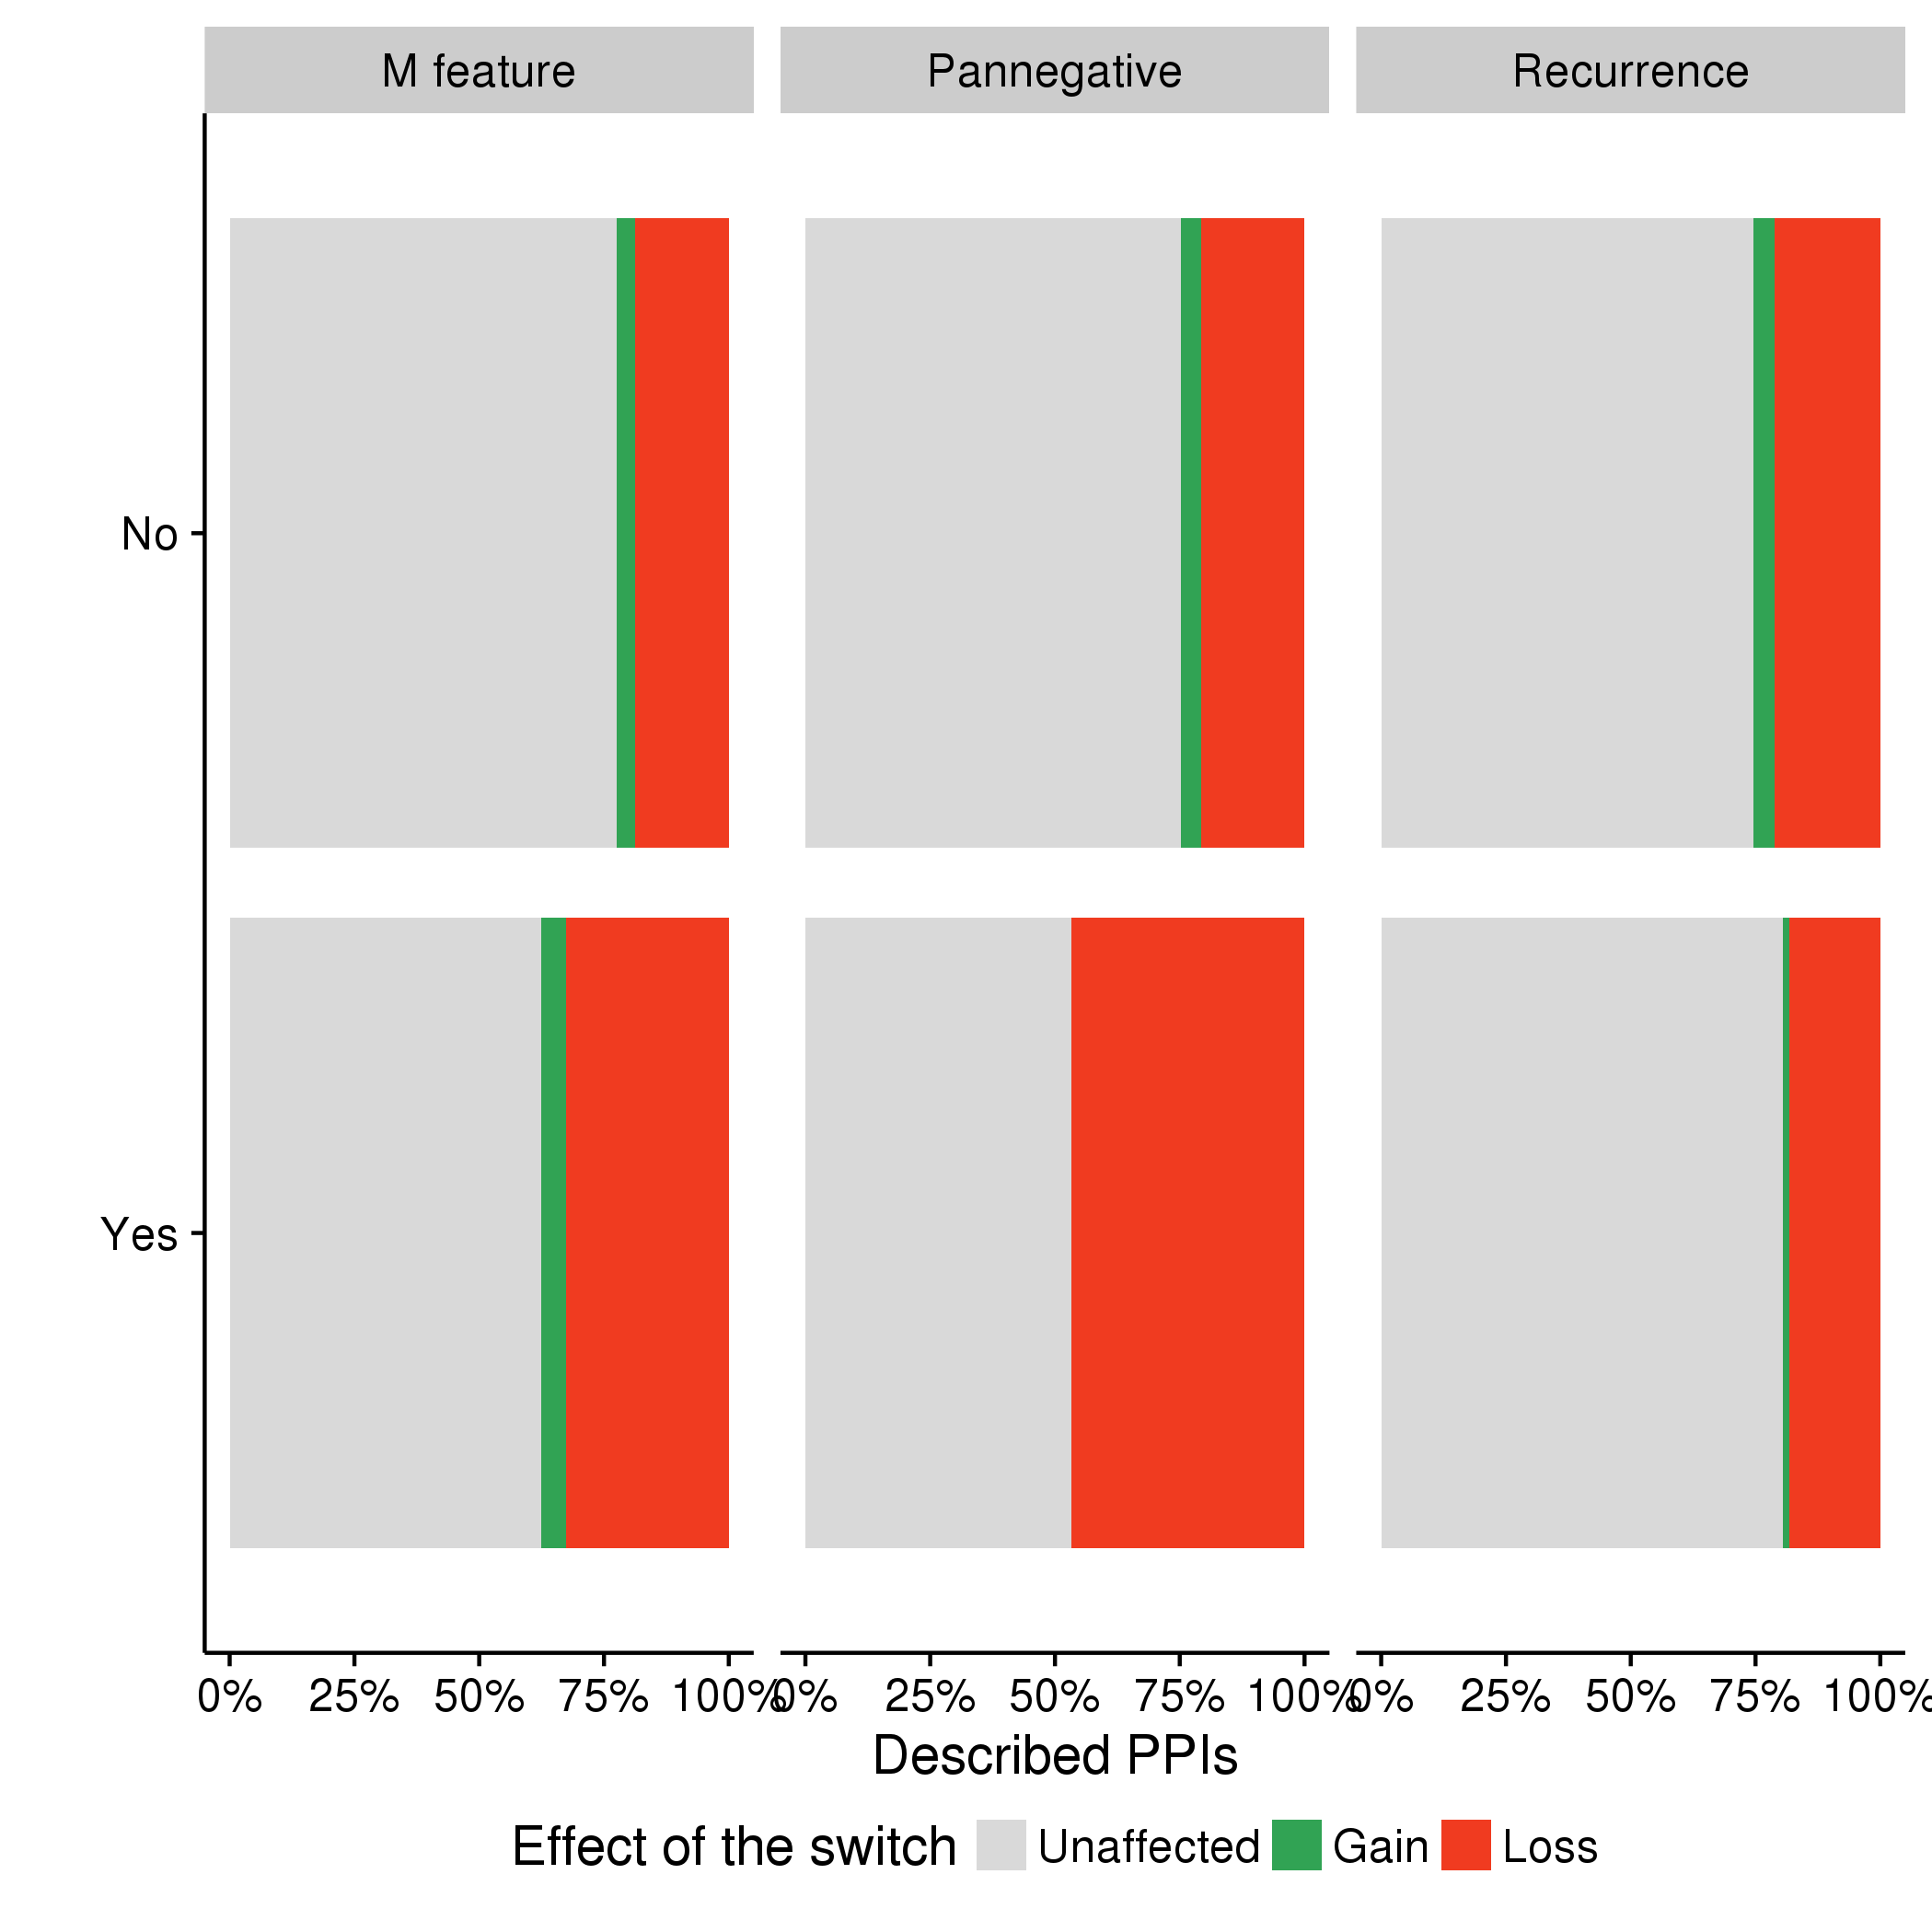 M feature Pannegative Recurrence
No
Yes
0% 25% 50% 75% 100% 0% 25% 50% 75% 100% 0% 25% 50% 75% 100%
Described PPIs
Effect of the switch Unaffected Gain Loss